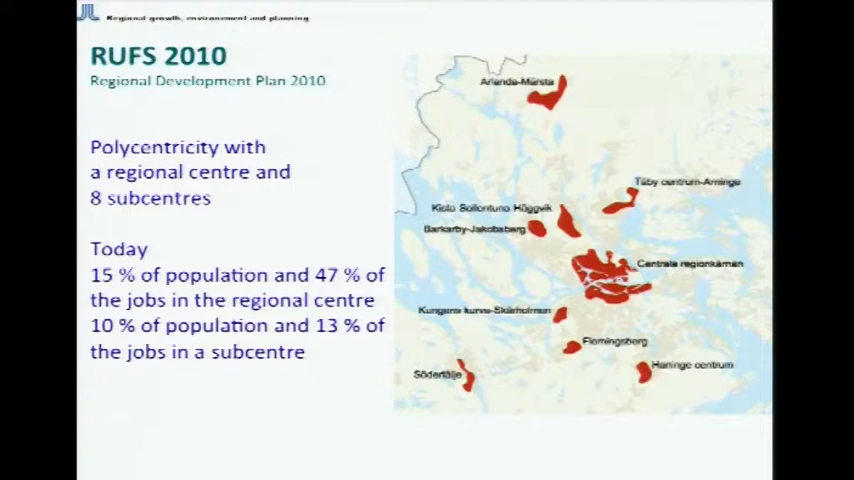 Regional growth, environment and planning
RUFS 2010
Regional Development Plan 2010
Polycentricity with
a regional centre and
8 subcentres
Today
15 % of population and 47 % of
the jobs in the regional centre
10 % of population and 13 % of
the jobs in a subcentre
Arlanda-Märsta
Täby centrum-Arninge
Kista Sollentuna Häggvik
Barkarby-Jakobsberg
Centrala regionkärnan
Kungens kurva-Skärholmen
Flemingsberg
Haninge centrum
Södertälje